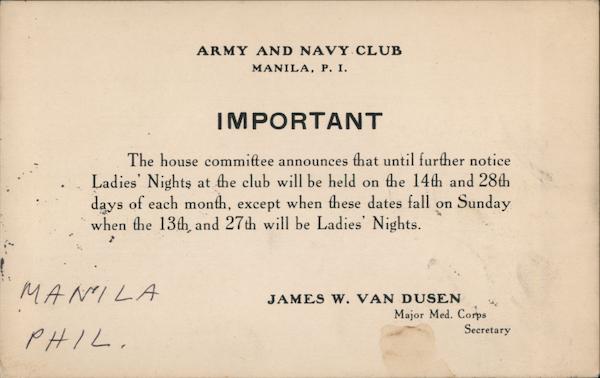 ARMY AND NAVY CLUB
MANILA, P. I.
IMPORTANT
The house committee announces that until further notice
Ladies' Nights at the club will be held on the 14th and 28th
days of each month, except when these dates fall on Sunday
when the 13th and 27th will be Ladies' Nights.
JAMES W. VAN DUSEN
Major Med. Corps
Secretary
MANILA
PHIL.